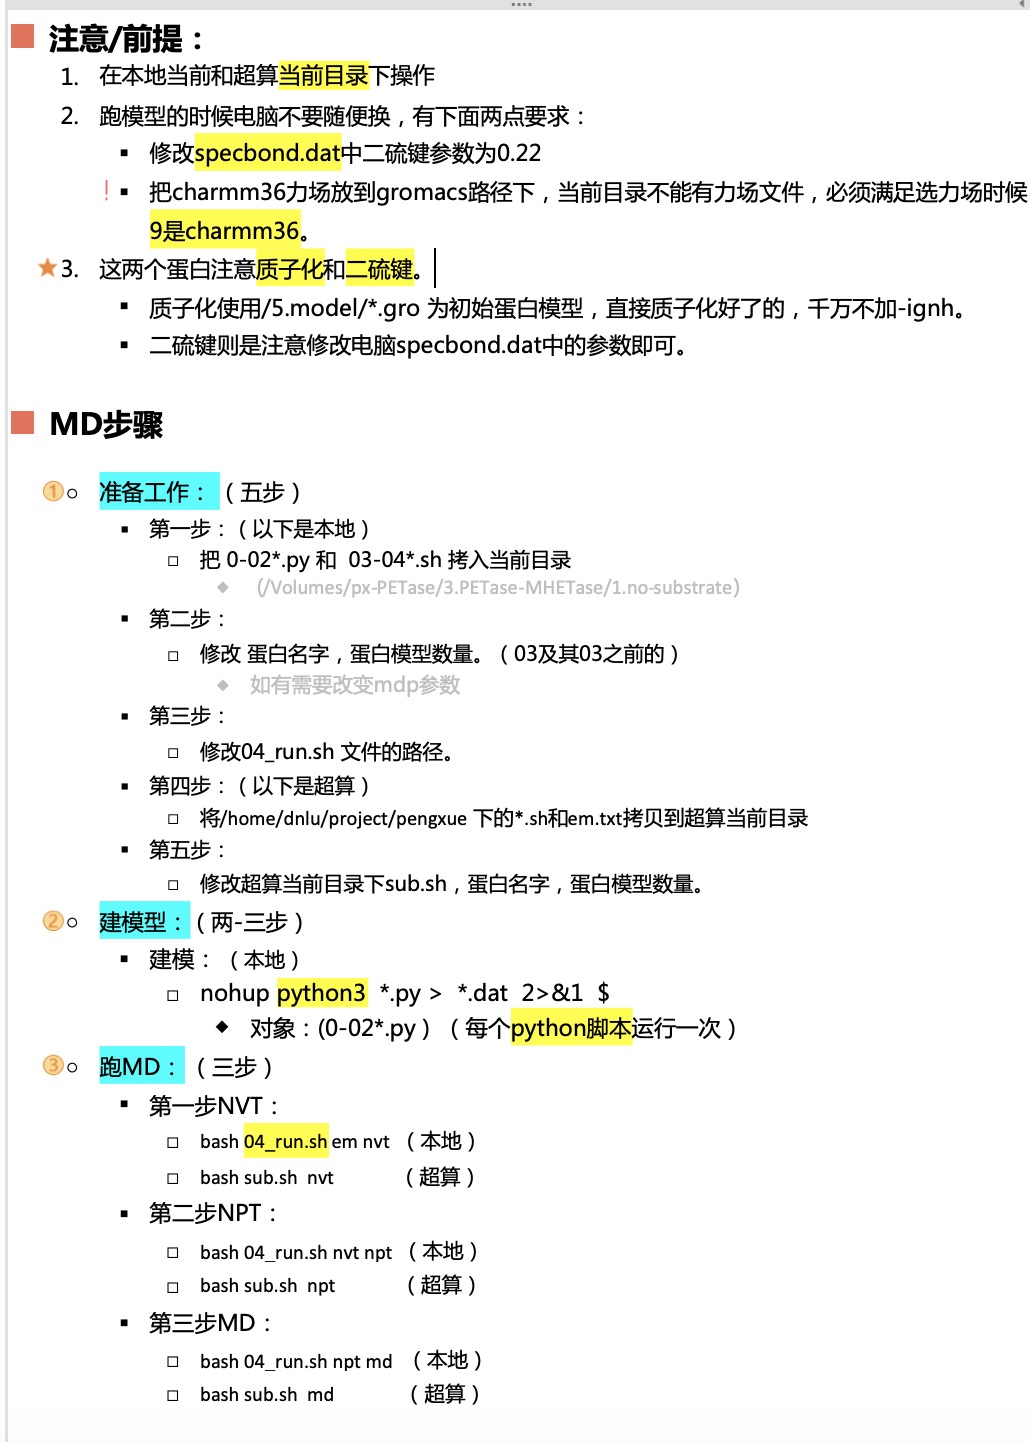 注意/前提：
1. 在本地当前和超算当前目录下操作
2. 跑模型的时候电脑不要随便换，有下面两点要求：
▪ 修改specbond.dat中二硫键参数为0.22
! ▪ 把charmm36力场放到gromacs路径下，当前目录不能有力场文件，必须满足选力场时候
9是charmm36。
3. 这两个蛋白注意质子化和二硫键。
▪ 质子化使用/5.model/*.gro 为初始蛋白模型，直接质子化好了的，千万不加-ignh。
▪ 二硫键则是注意修改电脑specbond.dat中的参数即可。
MD步骤
① ○ 准备工作：（五步）
▪ 第一步：（以下是本地）
□ 把 0-02*.py 和 03-04*.sh 拷入当前目录
◆ （/Volumes/px-PETase/3.PETase-MHETase/1.no-substrate）
▪ 第二步：
□ 修改 蛋白名字，蛋白模型数量。（03及其03之前的）
◆ 如有需要改变mdp参数
▪ 第三步：
□ 修改04_run.sh 文件的路径。
▪ 第四步：（以下是超算）
□ 将/home/dnlu/project/pengxue 下的*.sh和em.txt拷贝到超算当前目录
▪ 第五步：
□ 修改超算当前目录下sub.sh，蛋白名字，蛋白模型数量。
② ○ 建模型：（两-三步）
▪ 建模：（本地）
□ nohup python3 *.py > *.dat 2>&1 $
◆ 对象：(0-02*.py ）（每个python脚本运行一次）
③ ○ 跑MD：（三步）
▪ 第一步NVT：
□ bash 04_run.sh em nvt （本地）
□ bash sub.sh nvt （超算）
▪ 第二步NPT：
□ bash 04_run.sh nvt npt （本地）
□ bash sub.sh npt （超算）
▪ 第三步MD：
□ bash 04_run.sh npt md （本地）
□ bash sub.sh md （超算）